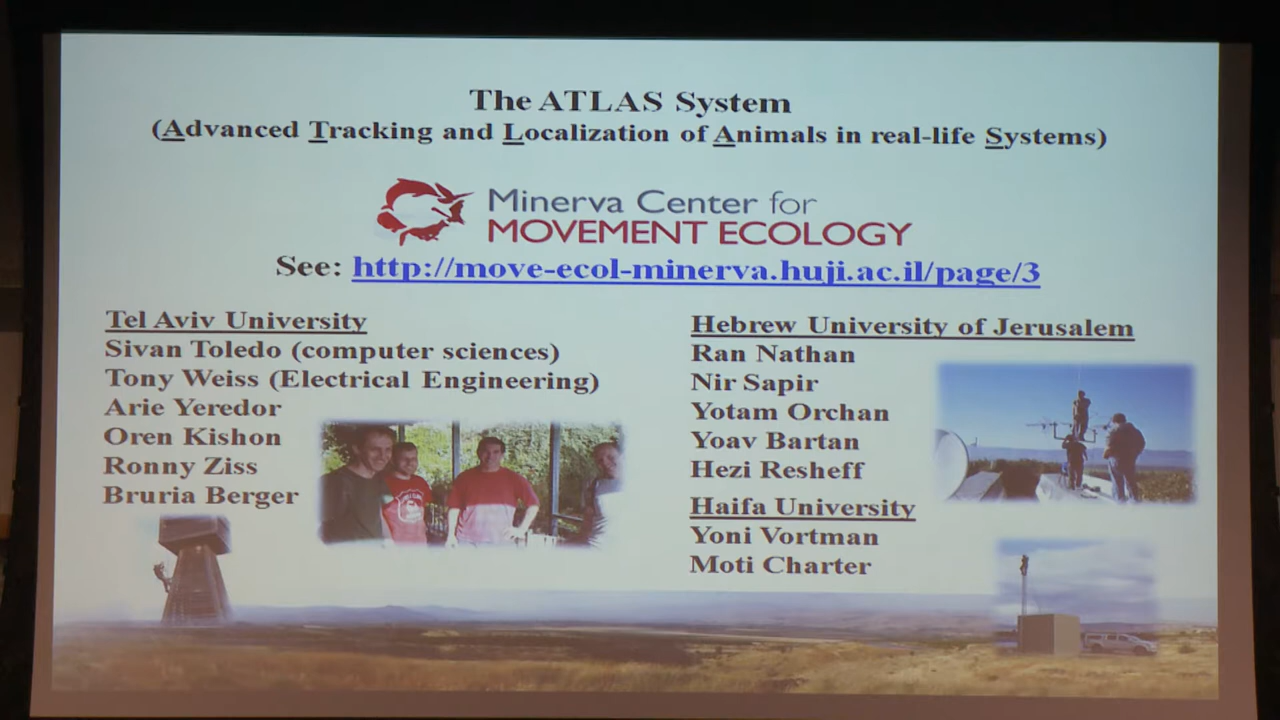 The ATLAS System
(Advanced Tracking and Localization of Animals in real-life Systems)
Minerva Center for
MOVEMENT ECOLOGY
See: http://move-ecol-minerva.huji.ac.il/page/3
Tel Aviv University
Sivan Toledo (computer sciences)
Tony Weiss (Electrical Engineering)
Arie Yeredor
Oren Kishon
Ronny Ziss
Bruria Berger
Hebrew University of Jerusalem
Ran Nathan
Nir Sapir
Yotam Orchan
Yoav Bartan
Hezi Resheff
Haifa University
Yoni Vortman
Moti Charter